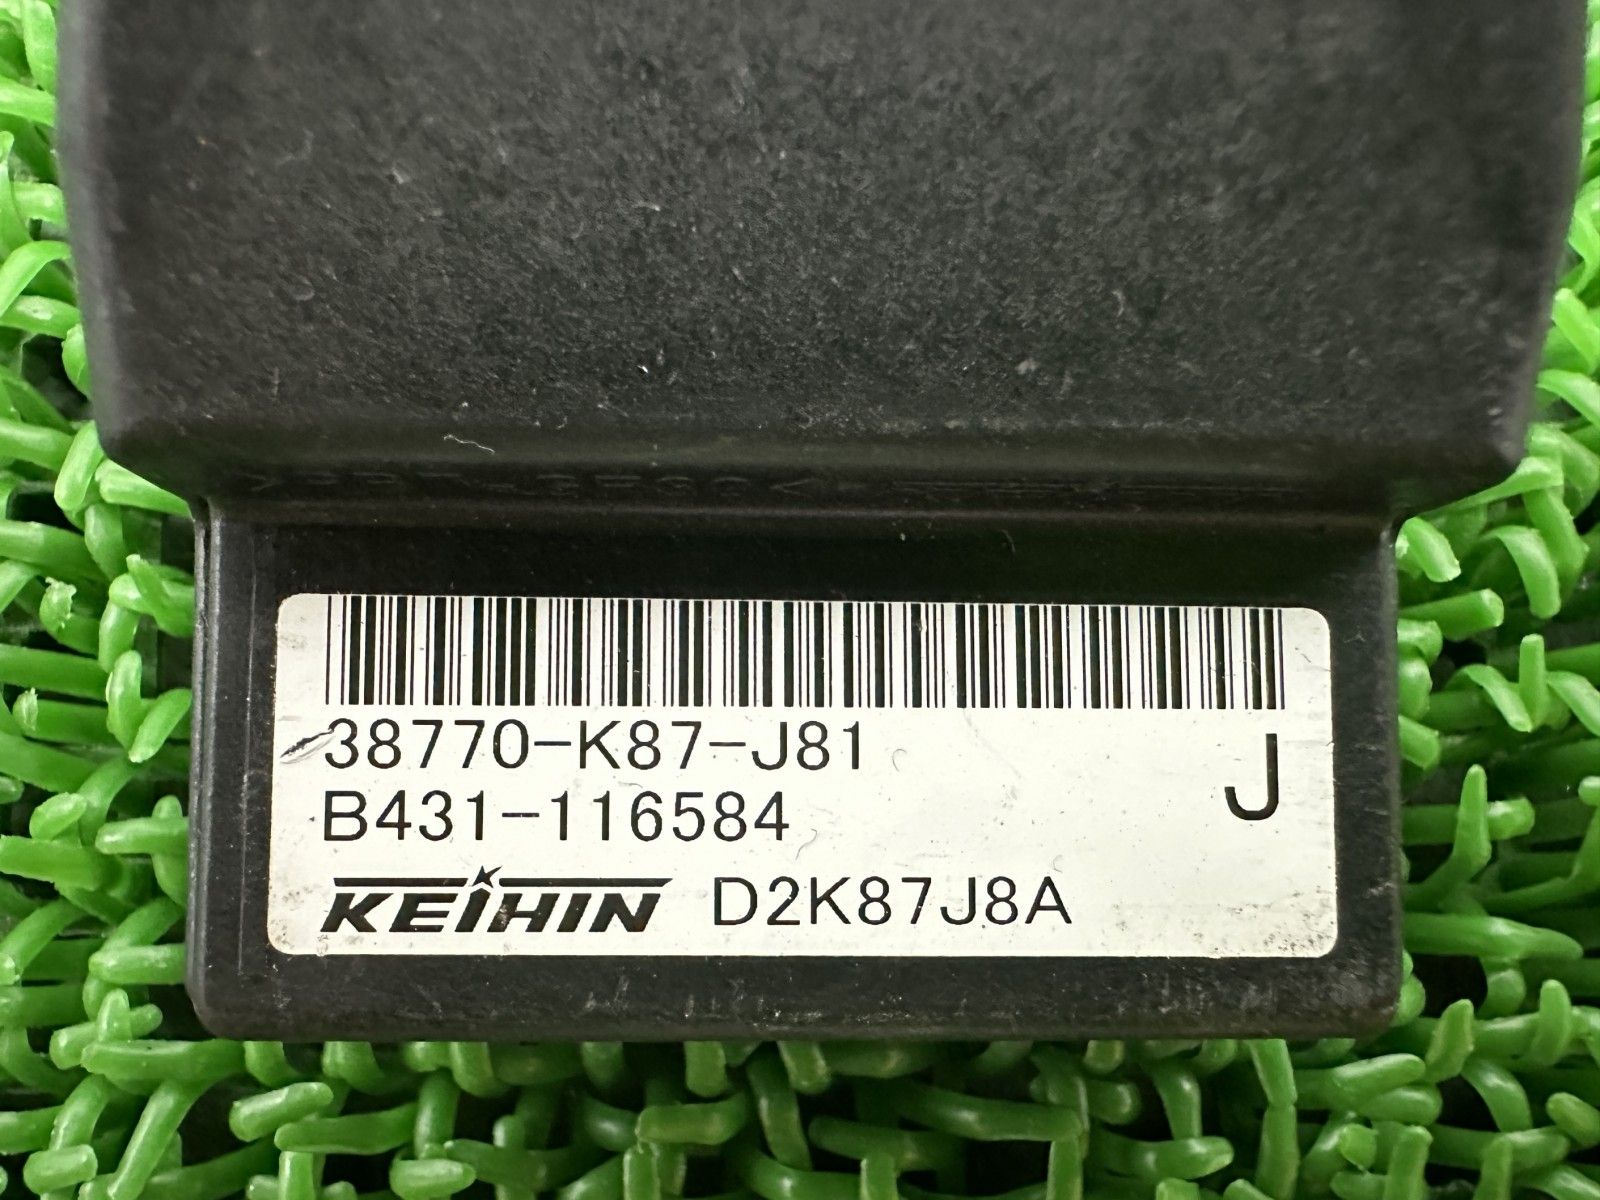 38770-K87-J81
J
B431-116584
KEIHIN D2K87J8A